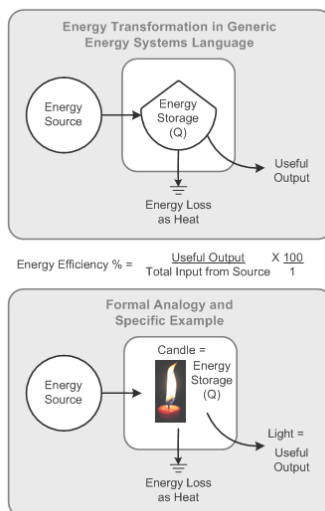 Energy Transformation in Generic
Energy Systems Language
Energy
Source
Energy
Storage
(Q)
Useful
Output
Energy Loss
as Heat
Energy Efficiency % = Useful Output X 100
Total Input from Source 1
Formal Analogy and
Specific Example
Candle =
Energy
Source
Energy
Storage
(Q)
Light =
Useful
Output
Energy Loss
as Heat